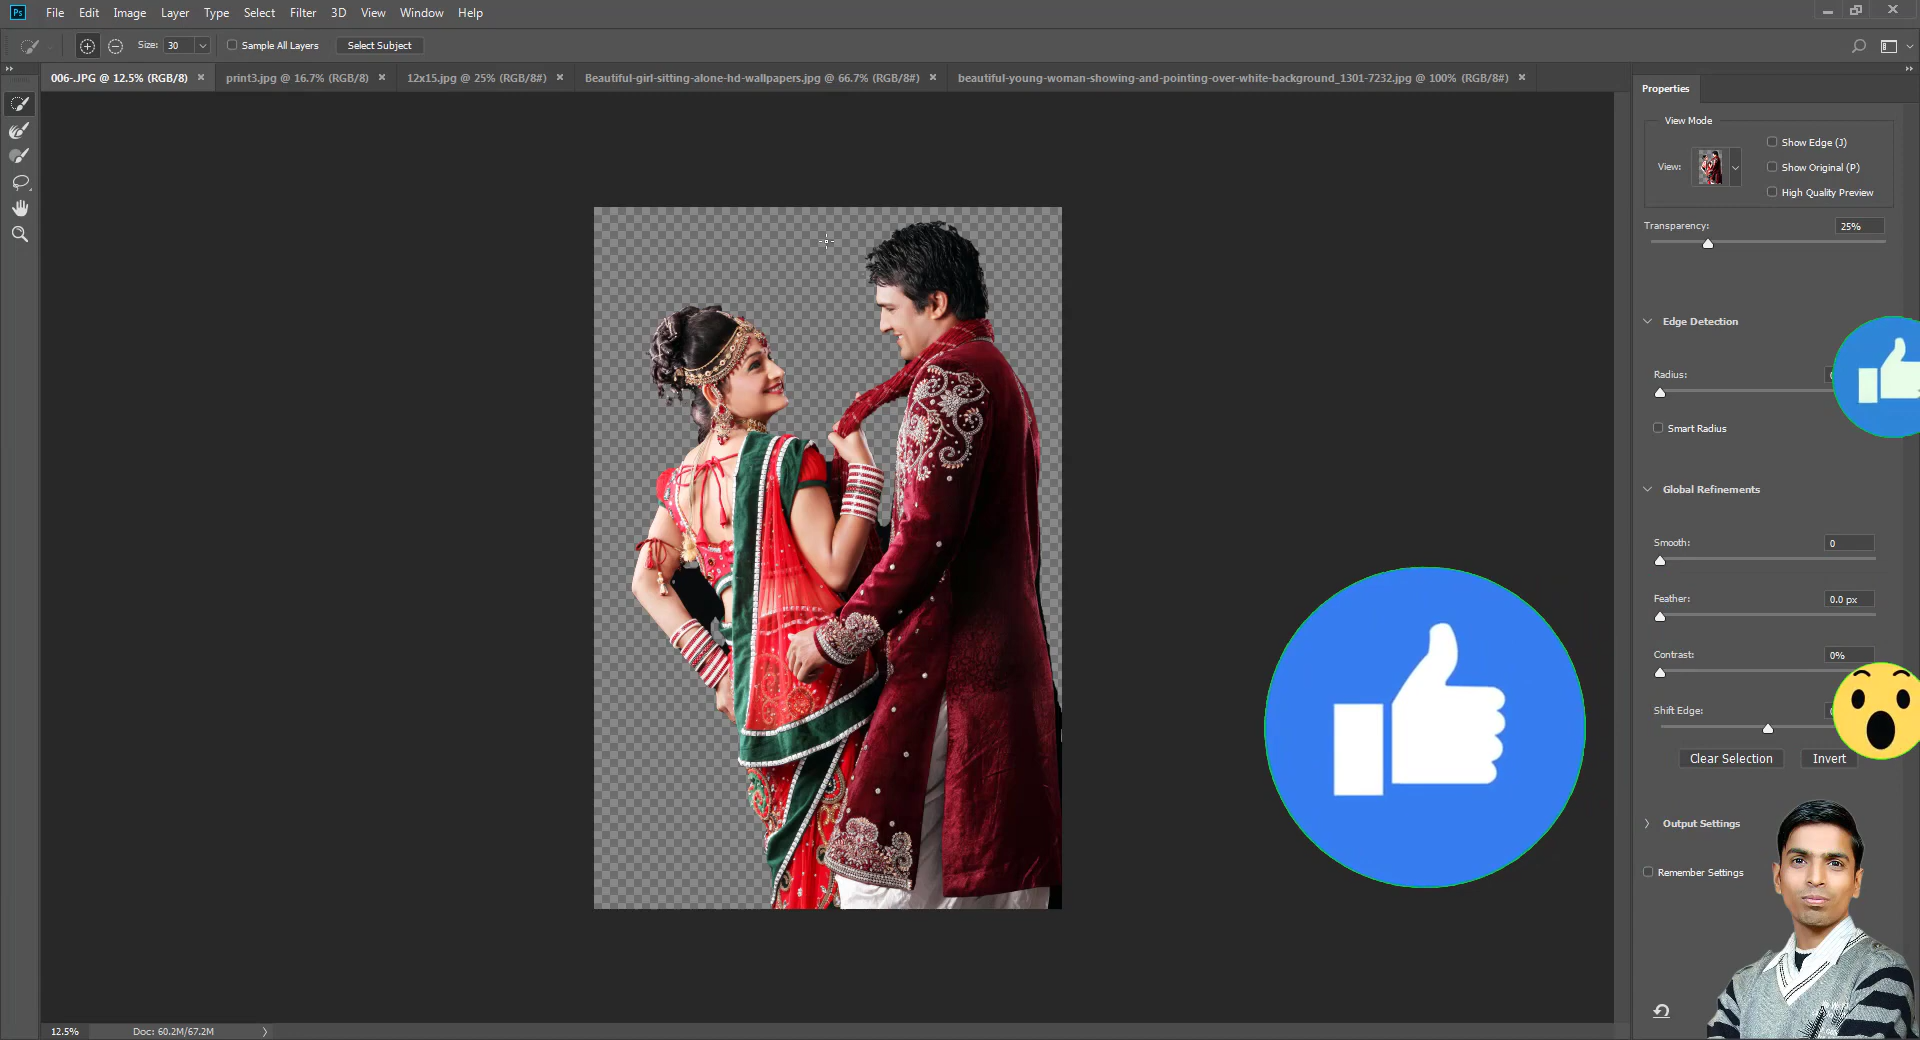 Ps File Edit Image Layer Type Select Filter 3D View Window Help
Size: 30 Sample All Layers Select Subject
006-.JPG @ 12.5% (RGB/8) print3.jpg @ 16.7% (RGB/8) 12x15.jpg @ 25% (RGB/8#) Beautiful-girl-sitting-alone-hd-wallpapers.jpg @ 66.7% (RGB/8#) beautiful-young-woman-showing-and-pointing-over-white-background_1301-7232.jpg @ 100% (RGB/8#)
Properties
View Mode
Show Edge (J)
View:
Show Original (P)
High Quality Preview
Transparency: 25%
Edge Detection
Radius:
Smart Radius
Global Refinements
Smooth: 0
Feather: 0.0 px
Contrast: 0%
Shift Edge:
Clear Selection Invert
Output Settings
Remember Settings
12.5% Doc: 60.2M/67.2M